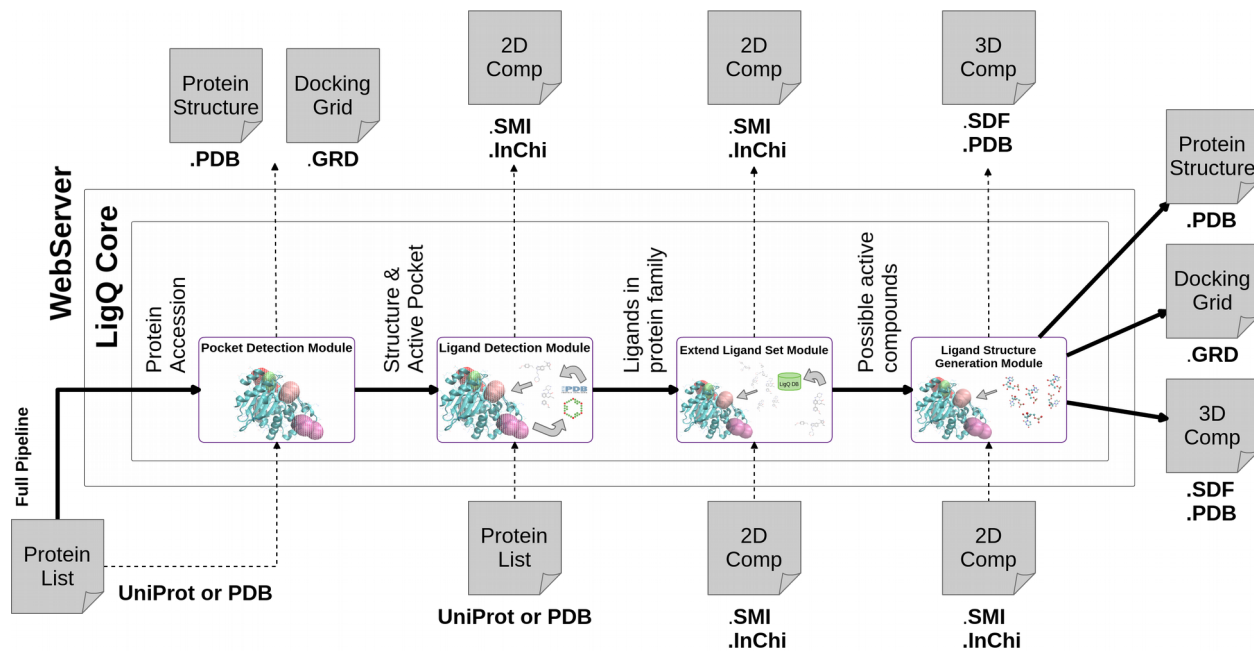 2D
Comp
.SMI
.InChi
2D
Comp
.SMI
.InChi
3D
Comp
.SDF
.PDB
Protein
Structure
.PDB
Docking
Grid
.GRD
Protein
Structure
.PDB
Docking
Grid
.GRD
3D
Comp
.SDF
.PDB
WebServer
LigQ Core
Protein
Accession
Structure &
Active Pocket
Ligands in
protein family
Possible active
compounds
Pocket Detection Module
Ligand Detection Module
PDB
Extend Ligand Set Module
LigQ DB
Ligand Structure
Generation Module
Full Pipeline
Protein
List
UniProt or PDB
Protein
List
UniProt or PDB
2D
Comp
.SMI
.InChi
2D
Comp
.SMI
.InChi